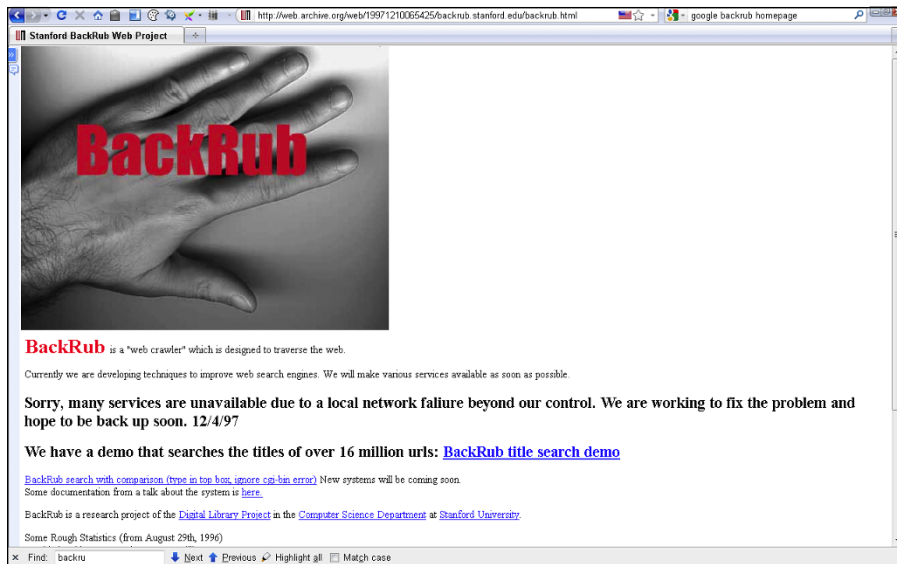 http://web.archive.org/web/19971210065425/backrub.stanford.edu/backrub.html
google backrub homepage
Stanford BackRub Web Project
BackRub
BackRub is a "web crawler" which is designed to traverse the web.
Currently we are developing techniques to improve web search engines. We will make various services available as soon as possible.
Sorry, many services are unavailable due to a local network faliure beyond our control. We are working to fix the problem and
hope to be back up soon. 12/4/97
We have a demo that searches the titles of over 16 million urls: BackRub title search demo
BackRub search with comparison (type in top box, ignore cgi-bin error) New systems will be coming soon.
Some documentation from a talk about the system is here.
BackRub is a research project of the Digital Library Project in the Computer Science Department at Stanford University.
Some Rough Statistics (from August 29th, 1996)
Find: backru Next Previous Highlight all Match case